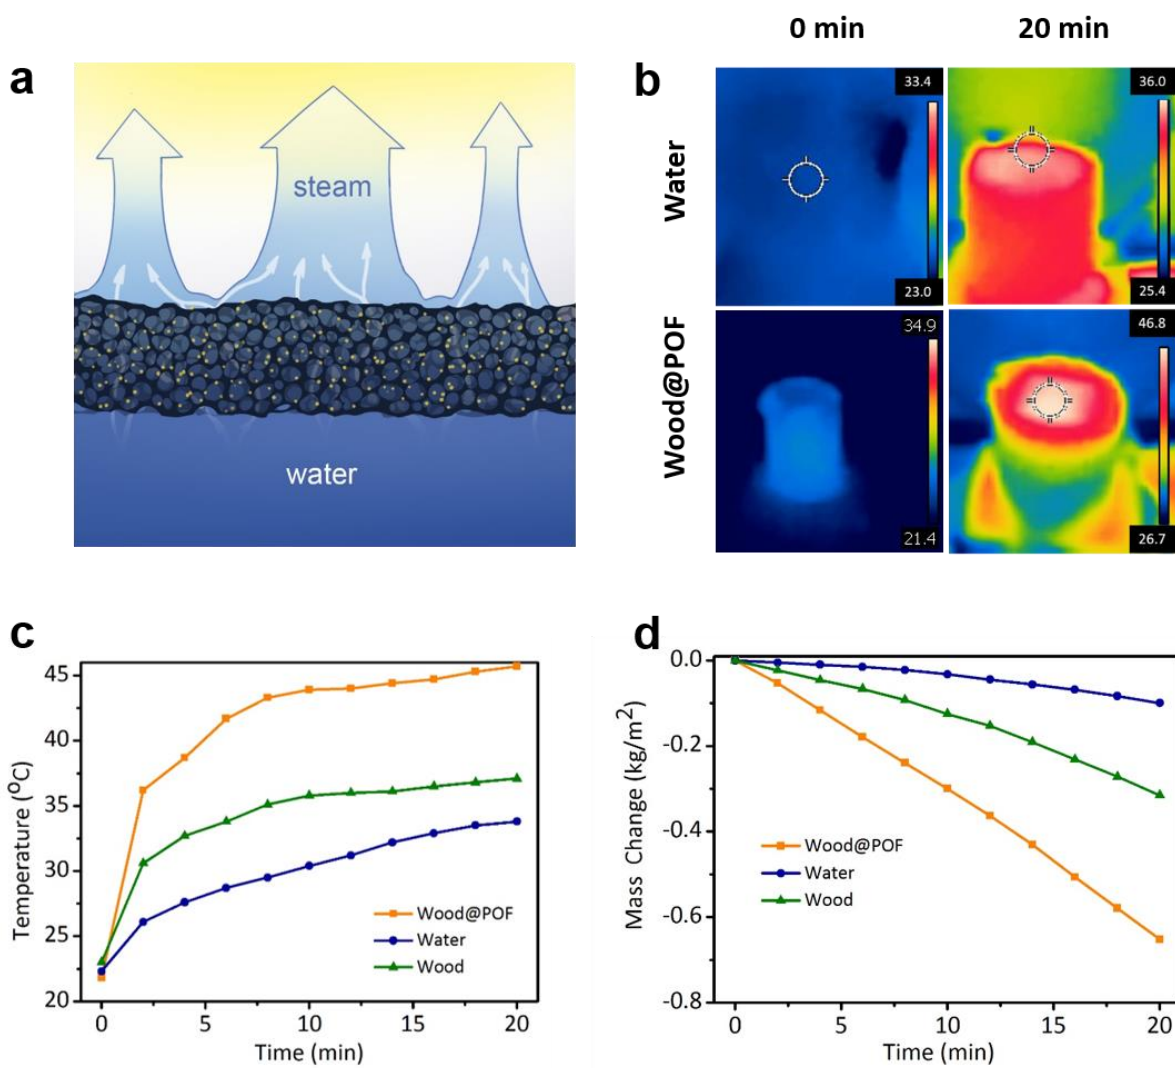 a
steam
water
b
0 min
20 min
Water
33.4
23.0
36.0
25.4
Wood@POF
34.9
21.4
46.8
26.7
c
Temperature (⁰C)
45
40
35
30
25
20
Wood@POF
Water
Wood
0
5
10
15
20
Time (min)
d
Mass Change (kg/m²)
0.0
-0.2
-0.4
-0.6
-0.8
Wood@POF
Water
Wood
0
5
10
15
20
Time (min)